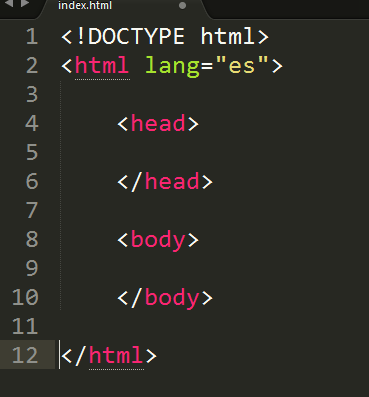 index.html
1 <!DOCTYPE html>
2 <html lang="es">
3
4 <head>
5
6 </head>
7
8 <body>
9
10 </body>
11
12 </html>